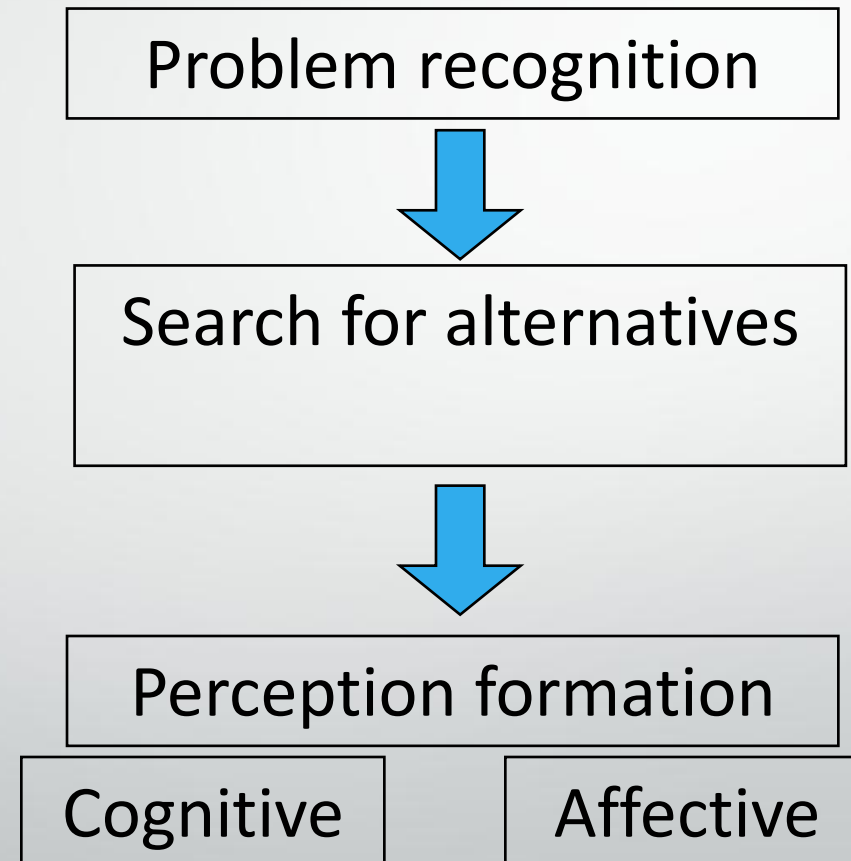 Problem recognition
Search for alternatives
Perception formation
Cognitive
Affective